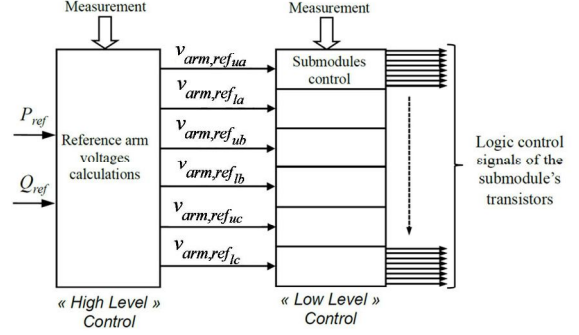 Measurement
Measurement
P_ref
Q_ref
Reference arm
voltages
calculations
v_arm,ref_ua
v_arm,ref_la
v_arm,ref_ub
v_arm,ref_lb
v_arm,ref_uc
v_arm,ref_lc
Submodules
control
Logic control
signals of the
submodule's
transistors
« High Level »
Control
« Low Level »
Control